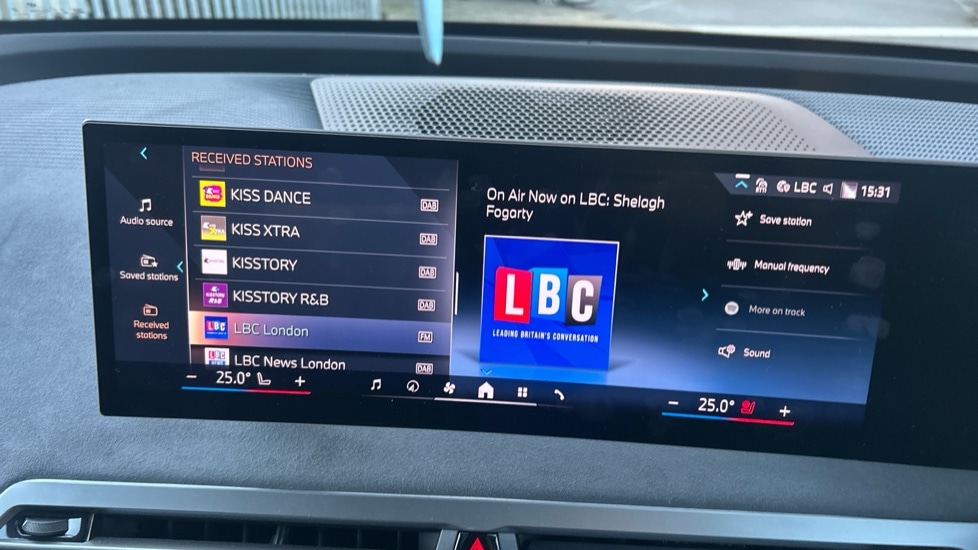 RECEIVED STATIONS
Audio source
Saved stations
Received
stations
KISS DANCE
DAB
KISS XTRA
DAB
KISSTORY
DAB
KISSTORY R&B
DAB
LBC London
FM
LBC News London
DAB
On Air Now on LBC: Shelagh
Fogarty
LBC
LEADING BRITAIN'S CONVERSATION
LBC 15:31
Save station
Manual frequency
More on track
Sound
− 25.0° +
− 25.0° +